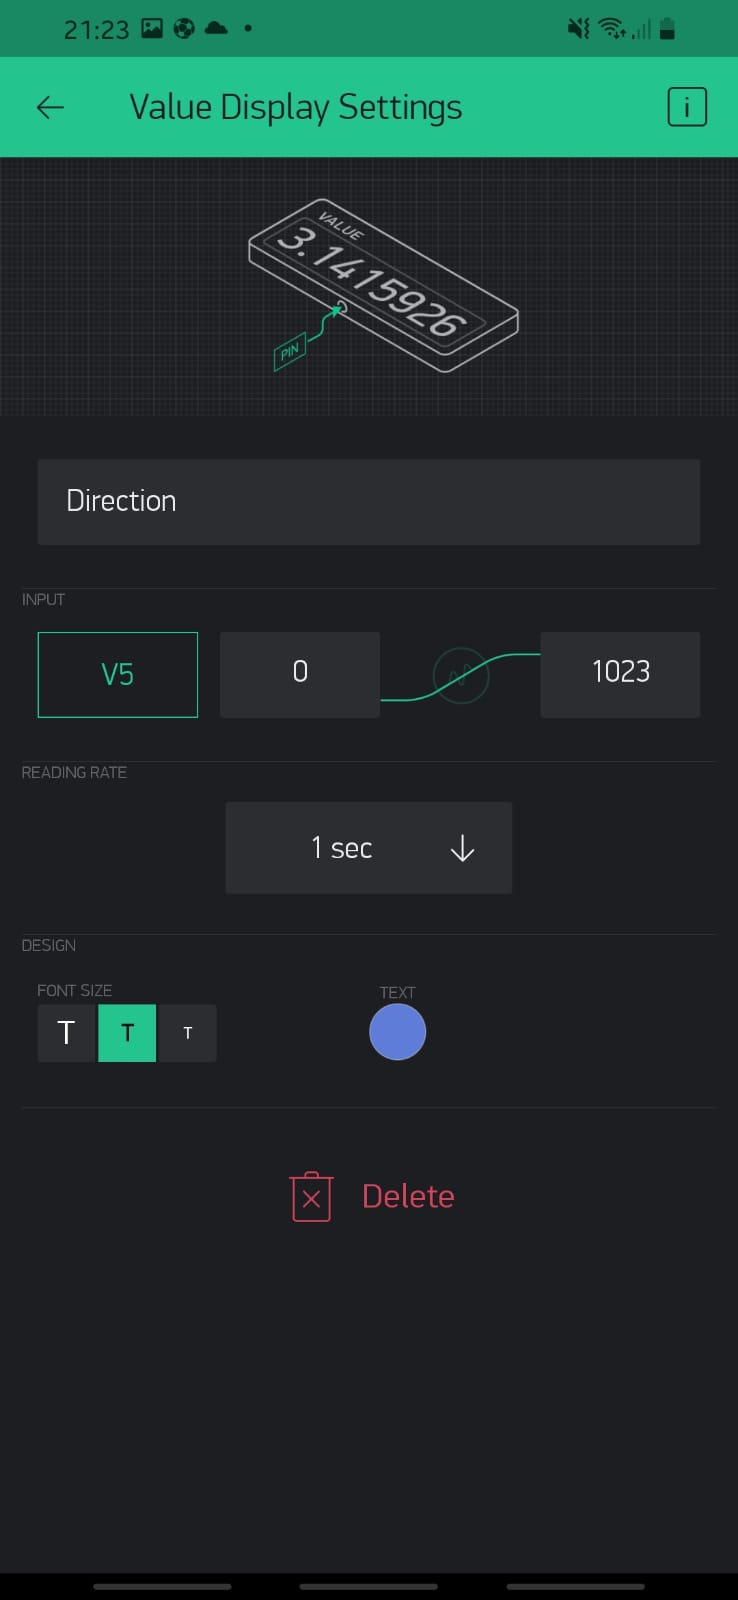 21:23
Value Display Settings
i
VALUE
3.1415926
PIN
Direction
INPUT
V5 0 1023
READING RATE
1 sec
DESIGN
FONT SIZE TEXT
T T T
Delete